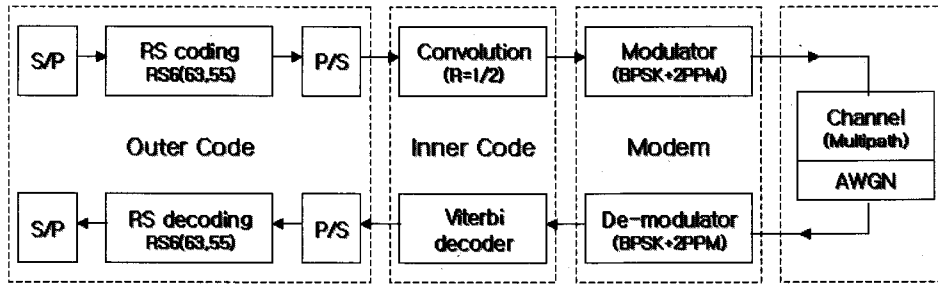 S/P
RS coding
RS6(63,55)
P/S
Convolution
(R=1/2)
Modulator
(BPSK+2PPM)
Channel
(Multipath)
AWGN
Outer Code
Inner Code
Modem
S/P
RS decoding
RS6(63,55)
P/S
Viterbi
decoder
De-modulator
(BPSK+2PPM)